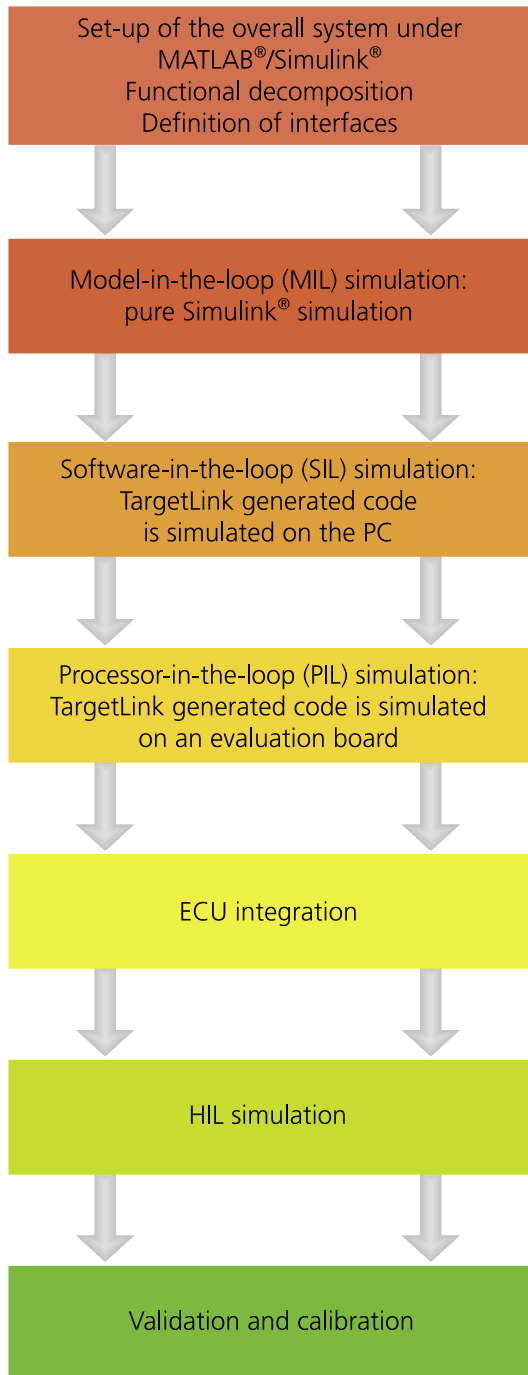 Set-up of the overall system under
MATLAB®/Simulink®
Functional decomposition
Definition of interfaces
Model-in-the-loop (MIL) simulation:
pure Simulink® simulation
Software-in-the-loop (SIL) simulation:
TargetLink generated code
is simulated on the PC
Processor-in-the-loop (PIL) simulation:
TargetLink generated code is simulated
on an evaluation board
ECU integration
HIL simulation
Validation and calibration